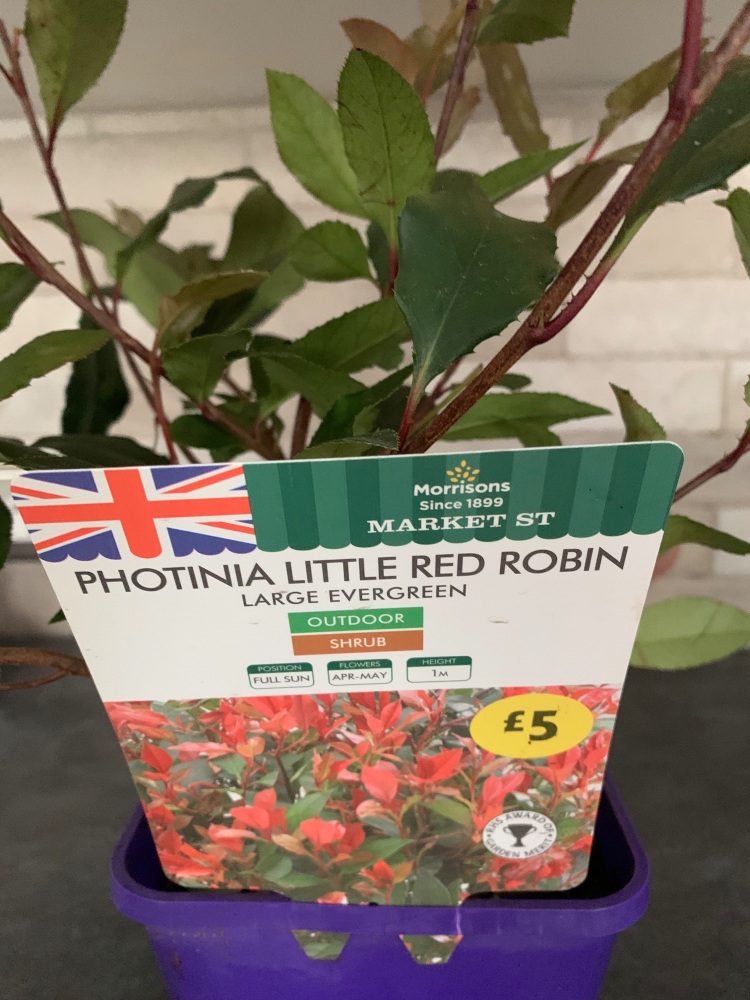 Morrisons
Since 1899
MARKET ST
PHOTINIA LITTLE RED ROBIN
LARGE EVERGREEN
OUTDOOR
SHRUB
POSITION
FULL SUN
FLOWERS
APR-MAY
HEIGHT
1M
£5
RHS AWARD OF
GARDEN MERIT